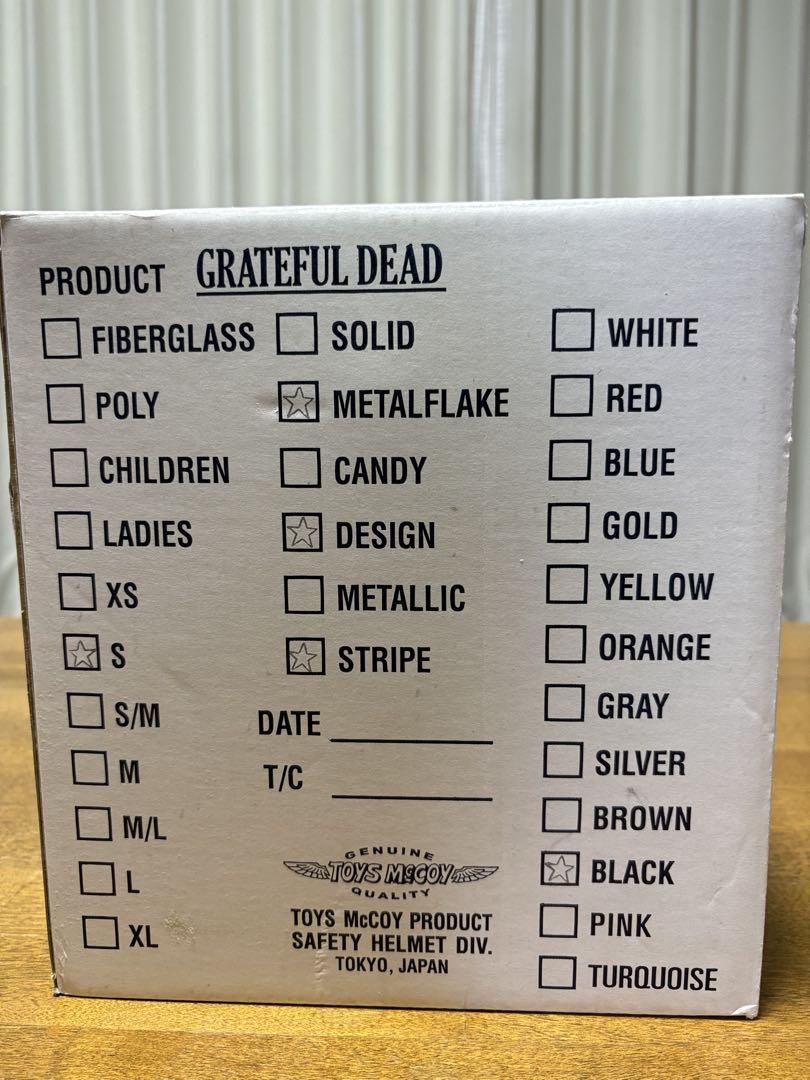 PRODUCT GRATEFUL DEAD
FIBERGLASS
POLY
CHILDREN
LADIES
XS
S
S/M
M
M/L
L
XL
SOLID
METALFLAKE
CANDY
DESIGN
METALLIC
STRIPE
DATE
T/C
GENUINE
TOYS McCOY
QUALITY
TOYS McCOY PRODUCT
SAFETY HELMET DIV.
TOKYO, JAPAN
WHITE
RED
BLUE
GOLD
YELLOW
ORANGE
GRAY
SILVER
BROWN
BLACK
PINK
TURQUOISE